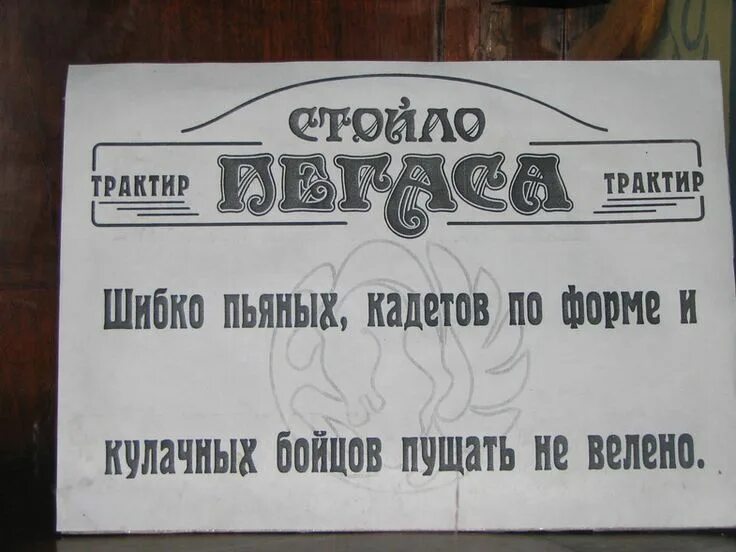 СТОЙЛО
ПЕГАСА
ТРАКТИР ТРАКТИР
Шибко пьяных, кадетов по форме и
кулачных бойцов пущать не велено.